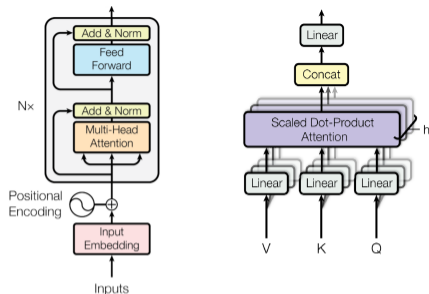 Add & Norm
Feed
Forward
N×
Add & Norm
Multi-Head
Attention
Positional
Encoding
Input
Embedding
Inputs
Linear
Concat
Scaled Dot-Product
Attention
h
Linear
Linear
Linear
V
K
Q